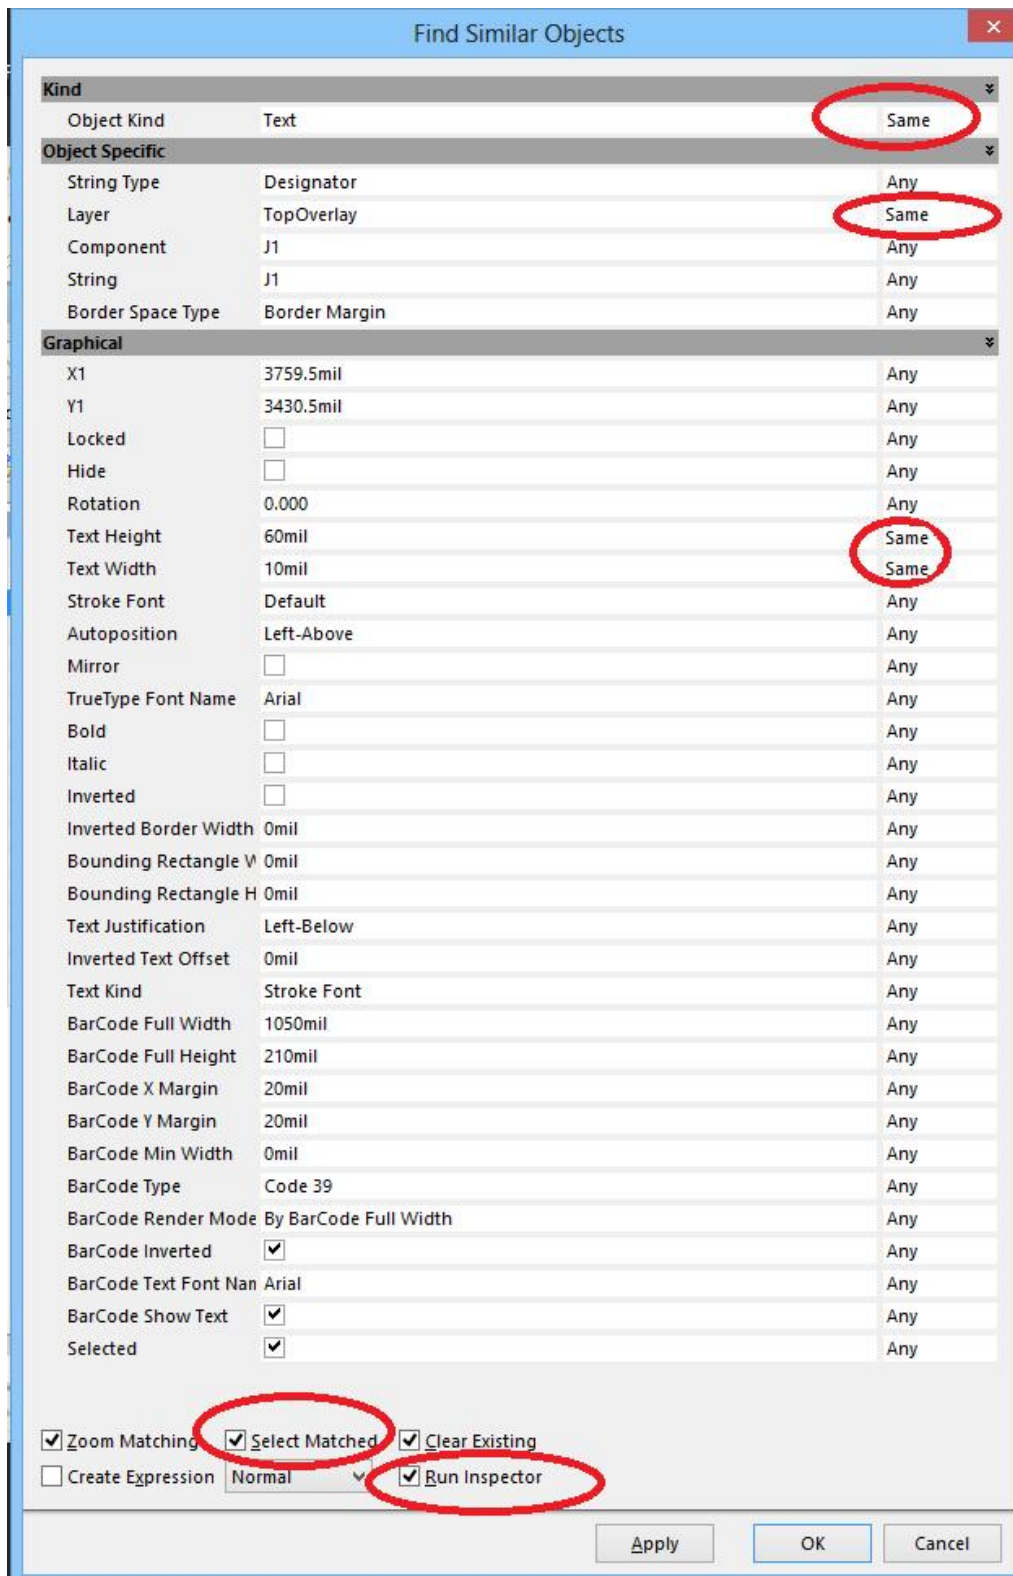 Find Similar Objects
Kind
Object Kind Text Same
Object Specific
String Type Designator Any
Layer TopOverlay Same
Component J1 Any
String J1 Any
Border Space Type Border Margin Any
Graphical
X1 3759.5mil Any
Y1 3430.5mil Any
Locked Any
Hide Any
Rotation 0.000 Any
Text Height 60mil Same
Text Width 10mil Same
Stroke Font Default Any
Autoposition Left-Above Any
Mirror Any
TrueType Font Name Arial Any
Bold Any
Italic Any
Inverted Any
Inverted Border Width 0mil Any
Bounding Rectangle W 0mil Any
Bounding Rectangle H 0mil Any
Text Justification Left-Below Any
Inverted Text Offset 0mil Any
Text Kind Stroke Font Any
BarCode Full Width 1050mil Any
BarCode Full Height 210mil Any
BarCode X Margin 20mil Any
BarCode Y Margin 20mil Any
BarCode Min Width 0mil Any
BarCode Type Code 39 Any
BarCode Render Mode By BarCode Full Width Any
BarCode Inverted Any
BarCode Text Font Nan Arial Any
BarCode Show Text Any
Selected Any
Zoom Matching Select Matched Clear Existing
Create Expression Normal Run Inspector
Apply OK Cancel